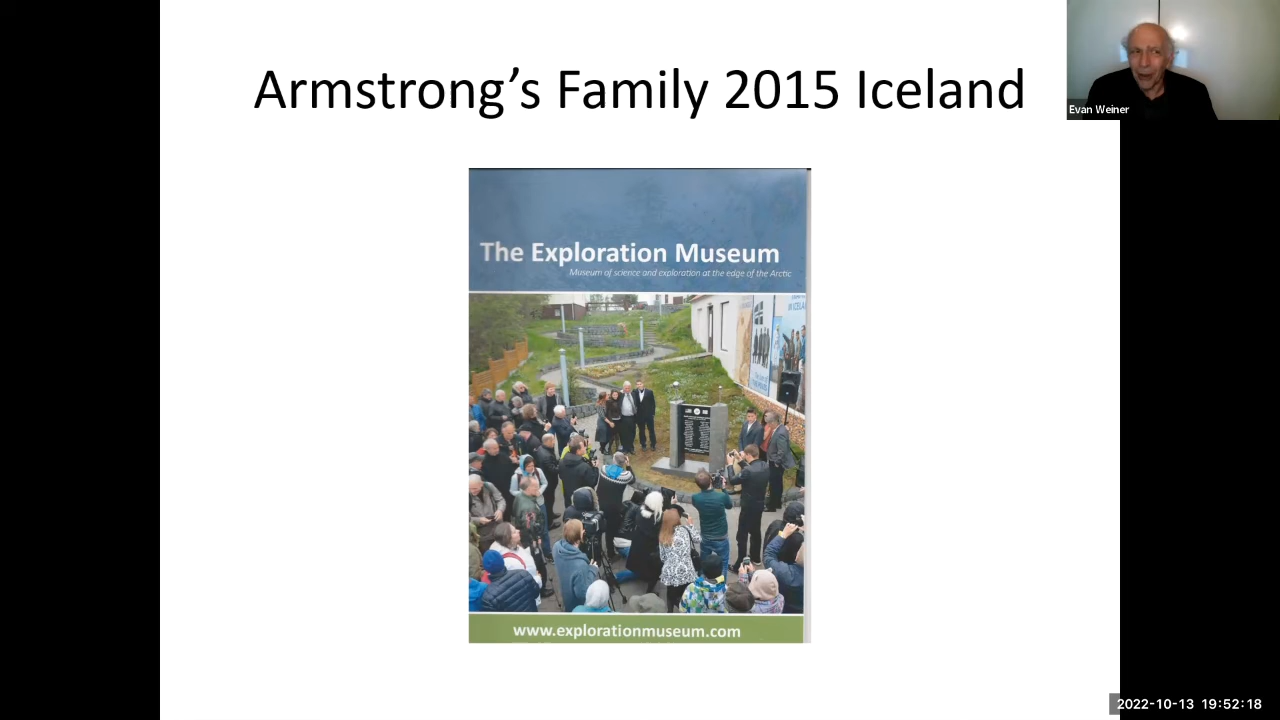 Armstrong’s Family 2015 Iceland
Evan Weiner
The Exploration Museum
Museum of science and exploration at the edge of the Arctic
www.explorationmuseum.com
2022-10-13 19:52:18